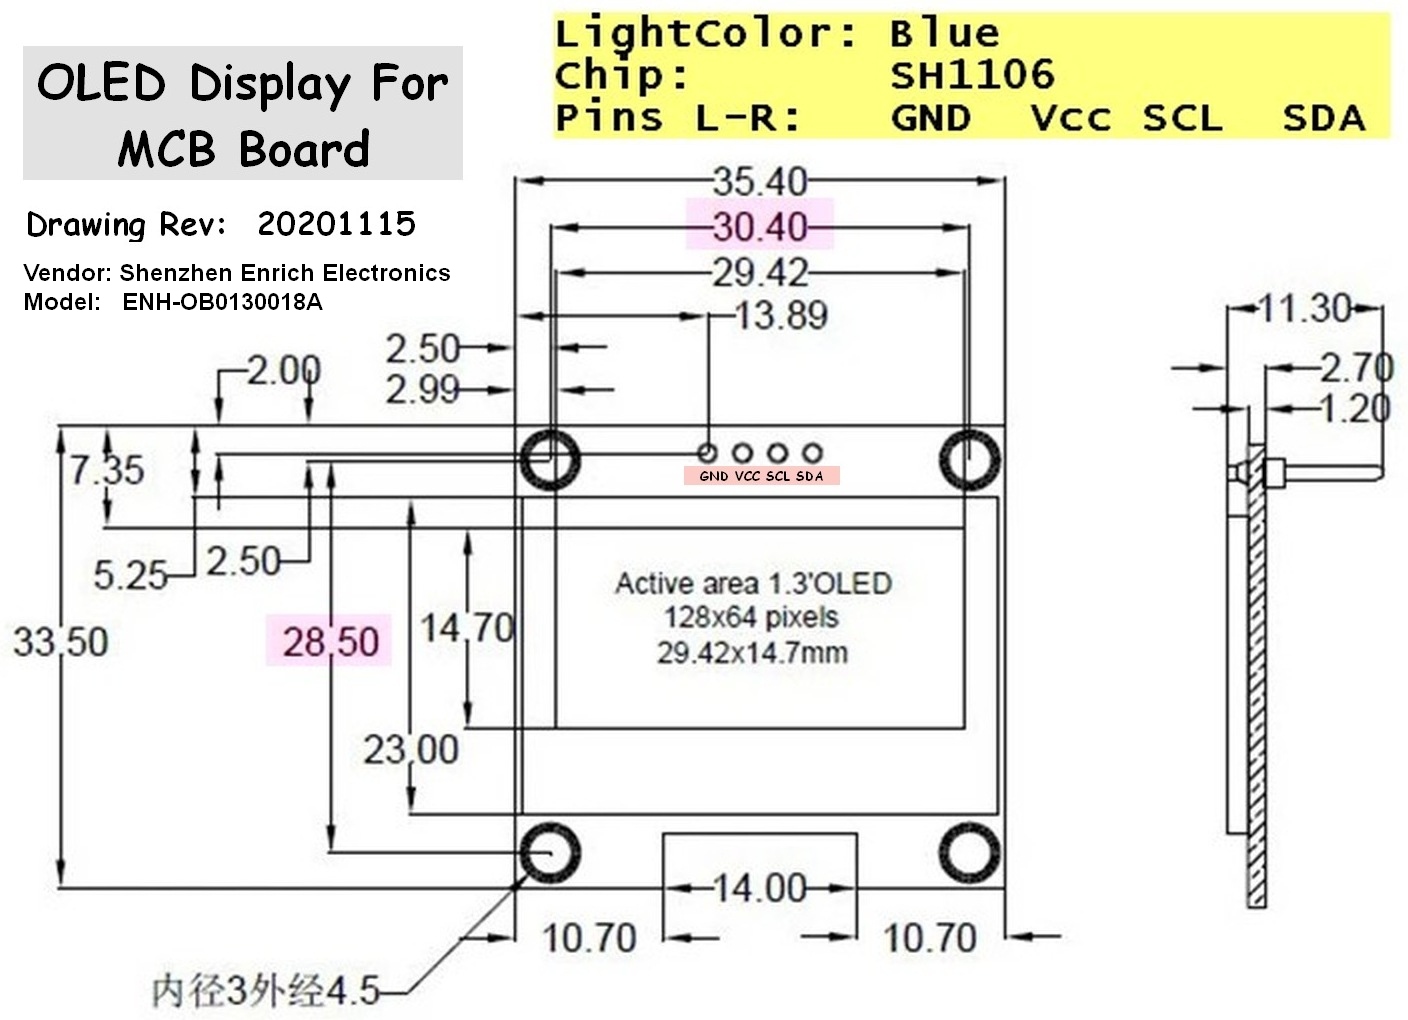 LightColor: Blue
Chip: SH1106
Pins L-R: GND Vcc SCL SDA
OLED Display For
MCB Board
Drawing Rev: 20201115
Vendor: Shenzhen Enrich Electronics
Model: ENH-OB0130018A
35.40
30.40
29.42
13.89
2.50
2.99
2.00
11.30
2.70
1.20
7.35
GND VCC SCL SDA
5.25
2.50
33.50
28.50
14.70
Active area 1.3'OLED
128x64 pixels
29.42x14.7mm
23.00
14.00
10.70
10.70
内径3外经4.5